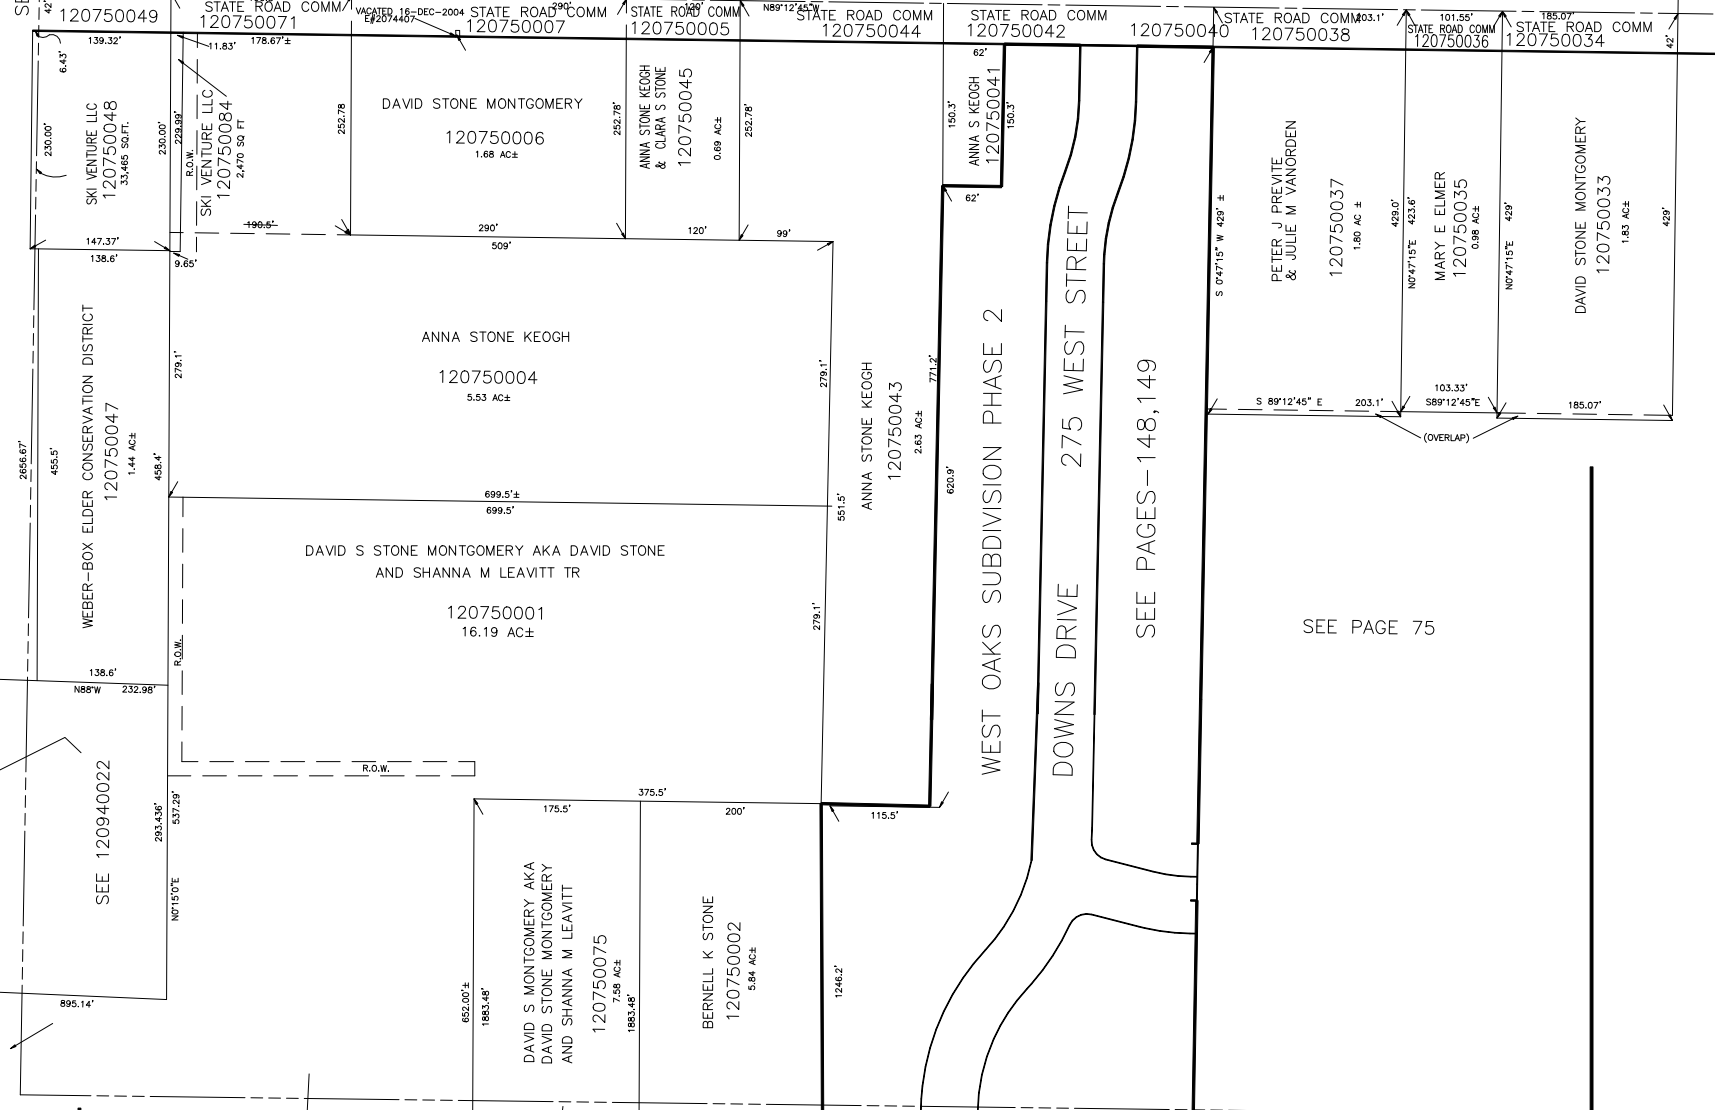 120750049
STATE ROAD COMM
120750071
VACATED 16-DEC-2004
E#2074407
STATE ROAD COMM
120750007
290'
STATE ROAD COMM
120750005
120'
N89°12'45"W
STATE ROAD COMM
120750044
STATE ROAD COMM
120750042
120750040
STATE ROAD COMM
203.1'
120750038
101.55'
STATE ROAD COMM
120750036
185.07'
STATE ROAD COMM
120750034
42'
42'
139.32'
11.83'
178.67'±
62'
6.43'
230.00'
SKI VENTURE LLC
120750048
33,465 SQ.FT.
230.00'
229.99'
R.O.W.
SKI VENTURE LLC
120750084
2,470 SQ FT
252.78
DAVID STONE MONTGOMERY
120750006
1.68 AC±
252.78'
ANNA STONE KEOGH
& CLARA S STONE
120750045
0.69 AC±
252.78'
150.3'
ANNA S KEOGH
120750041
150.3'
62'
147.37'
138.6'
9.65'
190.5'
290'
509'
120'
99'
S 0°47'15" W 429' ±
PETER J PREVITE
& JULIE M VANORDEN
120750037
1.80 AC ±
429.0'
N0°47'15"E 423.6'
MARY E ELMER
120750035
0.98 AC±
N0°47'15"E 429'
DAVID STONE MONTGOMERY
120750033
1.83 AC±
429'
S 89°12'45" E
203.1'
103.33'
S89°12'45"E
185.07'
(OVERLAP)
2656.67'
455.5'
WEBER-BOX ELDER CONSERVATION DISTRICT
120750047
1.44 AC±
458.4'
279.1'
ANNA STONE KEOGH
120750004
5.53 AC±
279.1'
699.5'±
699.5'
551.5'
ANNA STONE KEOGH
120750043
2.63 AC±
771.2'
620.9'
WEST OAKS SUBDIVISION PHASE 2
DOWNS DRIVE
275 WEST STREET
SEE PAGES-148,149
SEE PAGE 75
DAVID S STONE MONTGOMERY AKA DAVID STONE
AND SHANNA M LEAVITT TR
120750001
16.19 AC±
279.1'
R.O.W.
138.6'
N88°W
232.98'
R.O.W.
SEE 120940022
293.436'
537.29'
N0°15'0"E
895.14'
375.5'
175.5'
200'
115.5'
652.00'±
1883.48'
DAVID S MONTGOMERY AKA
DAVID STONE MONTGOMERY
AND SHANNA M LEAVITT
120750075
7.58 AC±
1883.48'
BERNELL K STONE
120750002
5.84 AC±
1246.2'